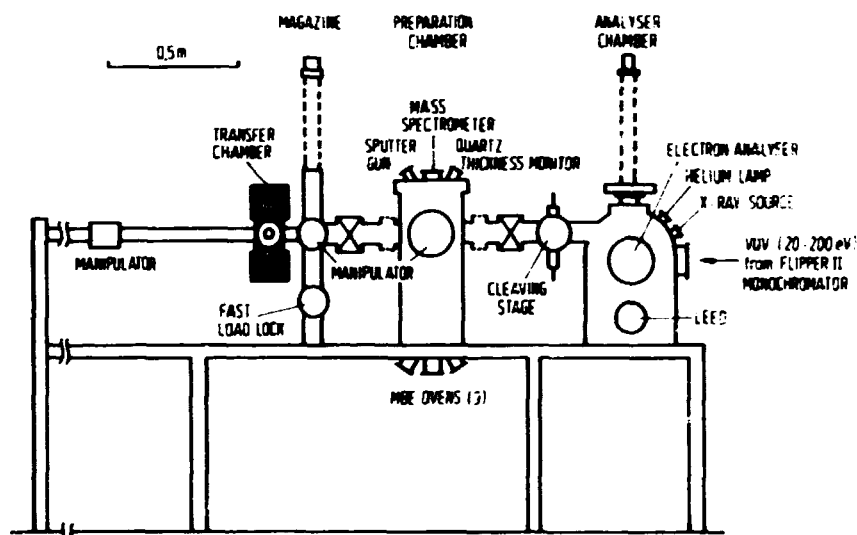 MAGAZINE
PREPARATION
CHAMBER
ANALYSER
CHAMBER
0,5m
MASS
SPECTROMETER
SPUTTER
GUN
QUARTZ
THICKNESS MONITOR
TRANSFER
CHAMBER
ELECTRON ANALYSER
HELIUM LAMP
X-RAY SOURCE
VUV (20-200 eV)
from FLIPPER II
MONOCHROMATOR
MANIPULATOR
MANIPULATOR
CLEAVING
STAGE
FAST
LOAD LOCK
LEED
MBE OVENS (9)